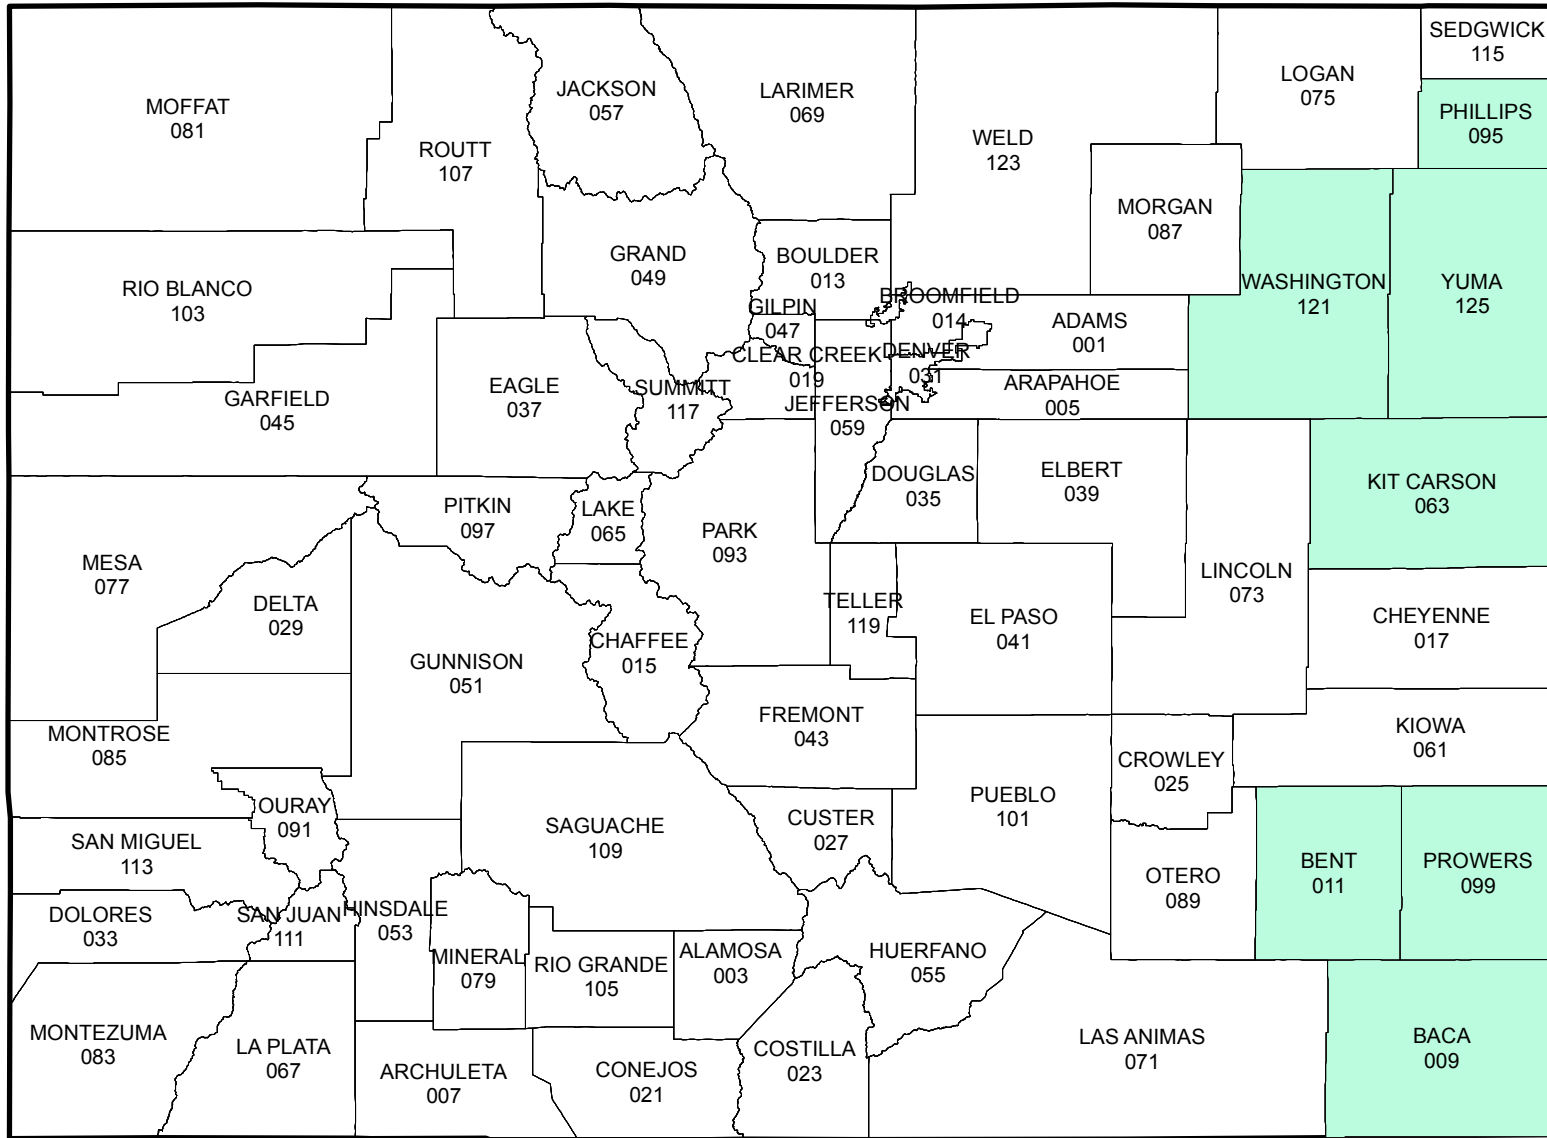 SEDGWICK
115
LOGAN
075
JACKSON
057
LARIMER
069
MOFFAT
081
PHILLIPS
095
ROUTT
107
WELD
123
MORGAN
087
GRAND
049
BOULDER
013
RIO BLANCO
103
WASHINGTON
121
YUMA
125
BROOMFIELD
014
GILPIN
047
ADAMS
001
CLEAR CREEK
019
DENVER
031
EAGLE
037
SUMMITT
117
ARAPAHOE
005
GARFIELD
045
JEFFERSON
059
DOUGLAS
035
ELBERT
039
KIT CARSON
063
PITKIN
097
LAKE
065
PARK
093
MESA
077
LINCOLN
073
DELTA
029
TELLER
119
EL PASO
041
CHEYENNE
017
CHAFFEE
015
GUNNISON
051
FREMONT
043
MONTROSE
085
KIOWA
061
CROWLEY
025
PUEBLO
101
OURAY
091
CUSTER
027
SAGUACHE
109
SAN MIGUEL
113
BENT
011
PROWERS
099
OTERO
089
DOLORES
033
SAN JUAN
111
HINSDALE
053
MINERAL
079
RIO GRANDE
105
ALAMOSA
003
HUERFANO
055
MONTEZUMA
083
LA PLATA
067
ARCHULETA
007
CONEJOS
021
COSTILLA
023
LAS ANIMAS
071
BACA
009